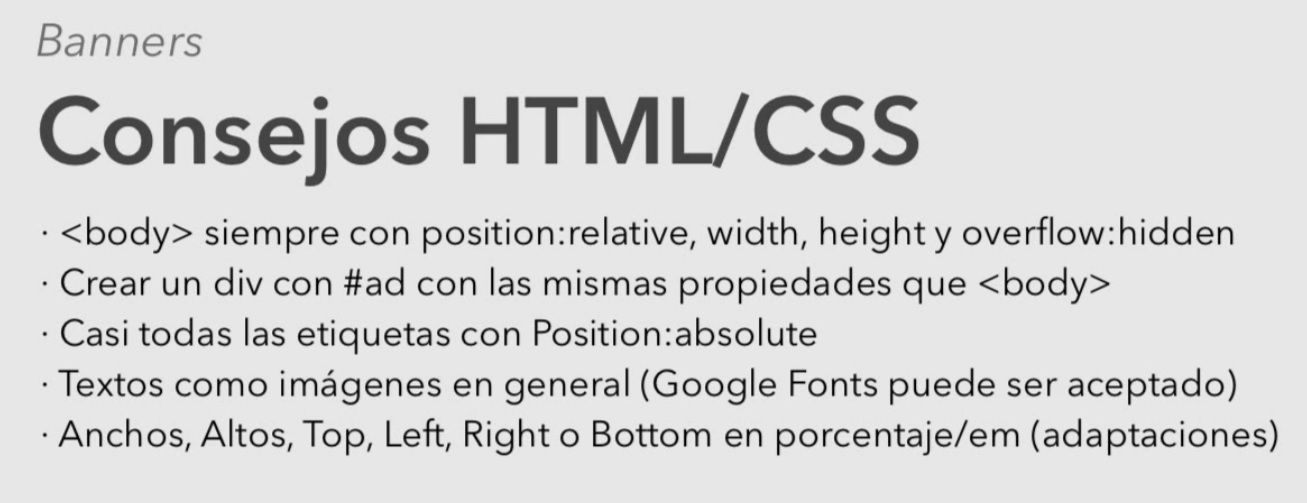 Banners
Consejos HTML/CSS
· <body> siempre con position:relative, width, height y overflow:hidden
· Crear un div con #ad con las mismas propiedades que <body>
· Casi todas las etiquetas con Position:absolute
· Textos como imágenes en general (Google Fonts puede ser aceptado)
· Anchos, Altos, Top, Left, Right o Bottom en porcentaje/em (adaptaciones)